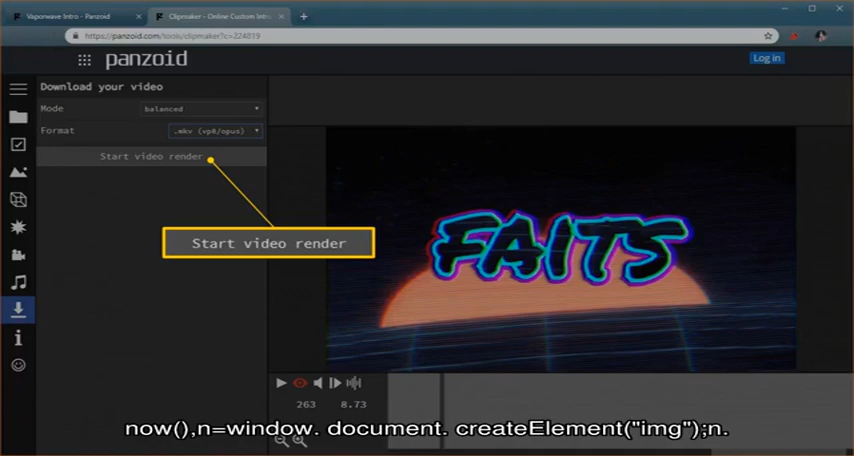 Vaporwave Intro - Panzoid
Clipmaker - Online Custom Intro
https://panzoid.com/tools/clipmaker?c=224819
panzoid
Log in
Download your video
Mode
balanced
Format
.mkv (vp8/opus)
Start video render
Start video render
FAITS
263
8.73
now(),n=window. document. createElement("img");n.